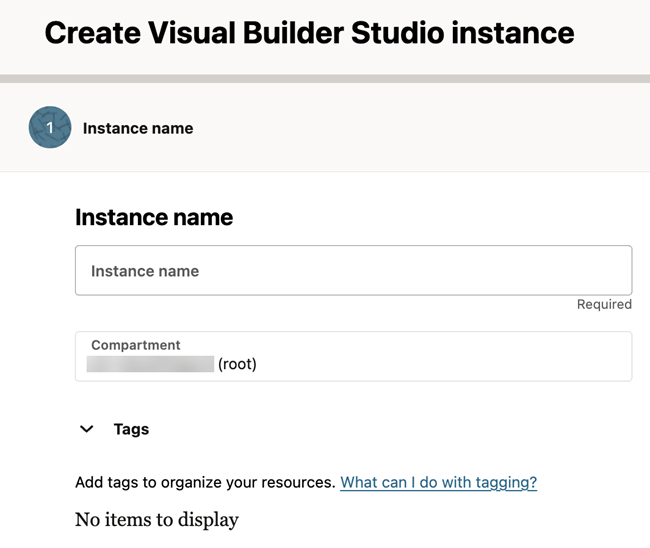 Create Visual Builder Studio instance
1 Instance name
Instance name
Instance name
Required
Compartment
(root)
Tags
Add tags to organize your resources. What can I do with tagging?
No items to display